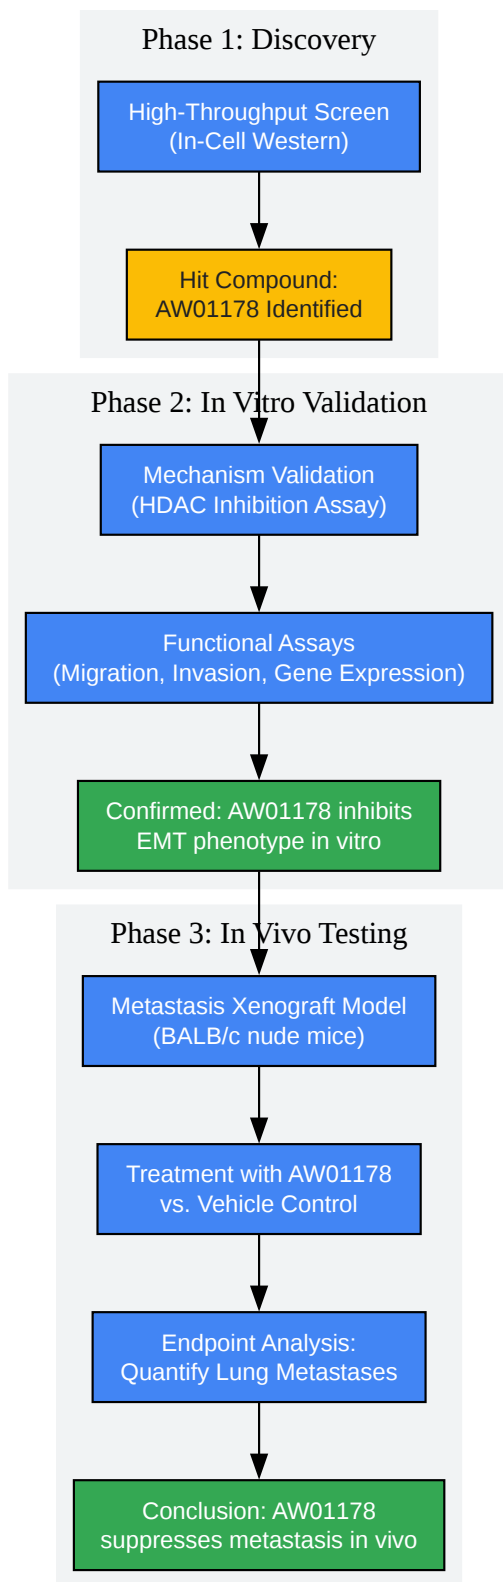 Phase 1: Discovery
High-Throughput Screen
(In-Cell Western)
Hit Compound:
AW01178 Identified
Phase 2: In Vitro Validation
Mechanism Validation
(HDAC Inhibition Assay)
Functional Assays
(Migration, Invasion, Gene Expression)
Confirmed: AW01178 inhibits
EMT phenotype in vitro
Phase 3: In Vivo Testing
Metastasis Xenograft Model
(BALB/c nude mice)
Treatment with AW01178
vs. Vehicle Control
Endpoint Analysis:
Quantify Lung Metastases
Conclusion: AW01178
suppresses metastasis in vivo